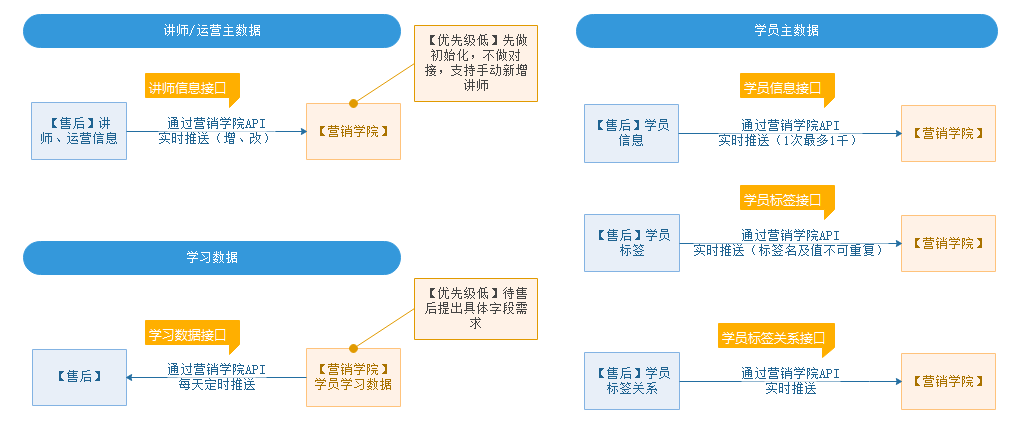 讲师/运营主数据
【优先级低】先做
初始化，不做对
接，支持手动新增
讲师
讲师信息接口
【售后】讲
师、运营信息
通过营销学院API
实时推送（增、改）
【营销学院】
学习数据
【优先级低】待售
后提出具体字段需
求
学习数据接口
【售后】
通过营销学院API
每天定时推送
【营销学院】
学员学习数据
学员主数据
学员信息接口
【售后】学员
信息
通过营销学院API
实时推送（1次最多1千）
【营销学院】
学员标签接口
【售后】学员
标签
通过营销学院API
实时推送（标签名及值不可重复）
【营销学院】
学员标签关系接口
【售后】学员
标签关系
通过营销学院API
实时推送
【营销学院】